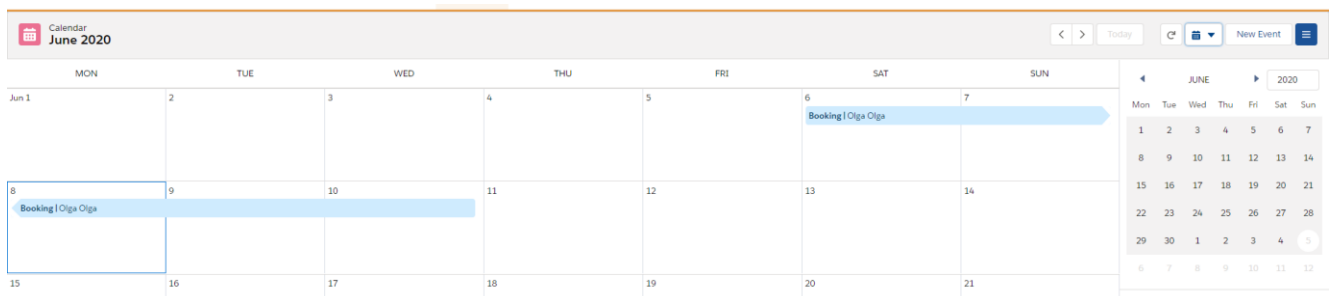 Calendar
June 2020
Today
New Event
MON TUE WED THU FRI SAT SUN
Jun 1 2 3 4 5 6 7
Booking | Olga Olga
8 9 10 11 12 13 14
Booking | Olga Olga
15 16 17 18 19 20 21
JUNE 2020
Mon Tue Wed Thu Fri Sat Sun
1 2 3 4 5 6 7
8 9 10 11 12 13 14
15 16 17 18 19 20 21
22 23 24 25 26 27 28
29 30 1 2 3 4 5
6 7 8 9 10 11 12